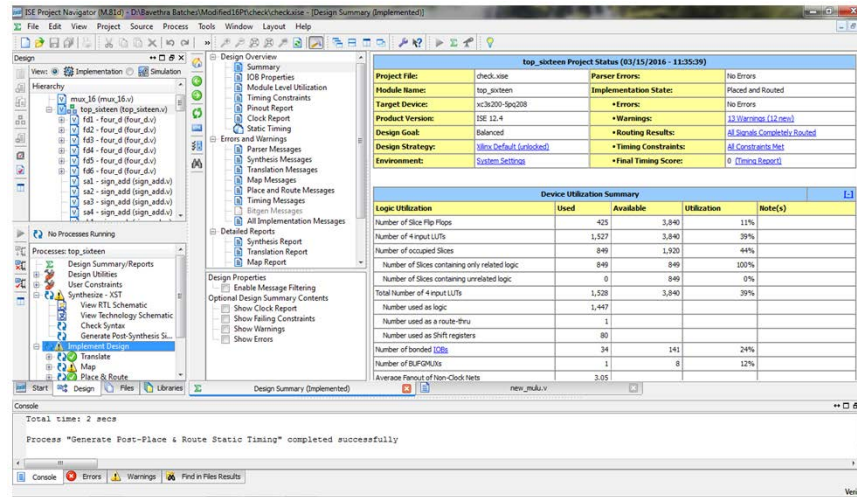 ISE Project Navigator (M.81d) - D:\Bavethra Batches\Modified16Pt\check\check.xise - [Design Summary (Implemented)]
File Edit View Project Source Process Tools Window Layout Help
Design
View: Implementation Simulation
Hierarchy
mux_16 (mux_16.v)
top_sixteen (top_sixteen.v)
fd1 - four_d (four_d.v)
fd2 - four_d (four_d.v)
fd3 - four_d (four_d.v)
fd4 - four_d (four_d.v)
fd5 - four_d (four_d.v)
fd6 - four_d (four_d.v)
sa1 - sign_add (sign_add.v)
sa2 - sign_add (sign_add.v)
sa3 - sign_add (sign_add.v)
sa4 - sign_add (sign_add.v)
No Processes Running
Processes: top_sixteen
Design Summary/Reports
Design Utilities
User Constraints
Synthesize - XST
View RTL Schematic
View Technology Schematic
Check Syntax
Generate Post-Synthesis Si...
Implement Design
Translate
Map
Place & Route
Start Design Files Libraries
Design Overview
Summary
IOB Properties
Module Level Utilization
Timing Constraints
Pinout Report
Clock Report
Static Timing
Errors and Warnings
Parser Messages
Synthesis Messages
Translation Messages
Map Messages
Place and Route Messages
Timing Messages
Bitgen Messages
All Implementation Messages
Detailed Reports
Synthesis Report
Translation Report
Map Report
Design Properties
Enable Message Filtering
Optional Design Summary Contents
Show Clock Report
Show Failing Constraints
Show Warnings
Show Errors
top_sixteen Project Status (03/15/2016 - 11:35:39)
Project File: check.xise Parser Errors: No Errors
Module Name: top_sixteen Implementation State: Placed and Routed
Target Device: xc3s200-5pq208 •Errors: No Errors
Product Version: ISE 12.4 •Warnings: 13 Warnings (12 new)
Design Goal: Balanced •Routing Results: All Signals Completely Routed
Design Strategy: Xilinx Default (unlocked) •Timing Constraints: All Constraints Met
Environment: System Settings •Final Timing Score: 0 (Timing Report)
Device Utilization Summary [-]
Logic Utilization Used Available Utilization Note(s)
Number of Slice Flip Flops 425 3,840 11%
Number of 4 input LUTs 1,527 3,840 39%
Number of occupied Slices 849 1,920 44%
Number of Slices containing only related logic 849 849 100%
Number of Slices containing unrelated logic 0 849 0%
Total Number of 4 input LUTs 1,528 3,840 39%
Number used as logic 1,447
Number used as a route-thru 1
Number used as Shift registers 80
Number of bonded IOBs 34 141 24%
Number of BUFGMUXs 1 8 12%
Average Fanout of Non-Clock Nets 3.05
Design Summary (Implemented) new_mulu.v
Console
Total time: 2 secs
Process "Generate Post-Place & Route Static Timing" completed successfully
Console Errors Warnings Find in Files Results
Veri